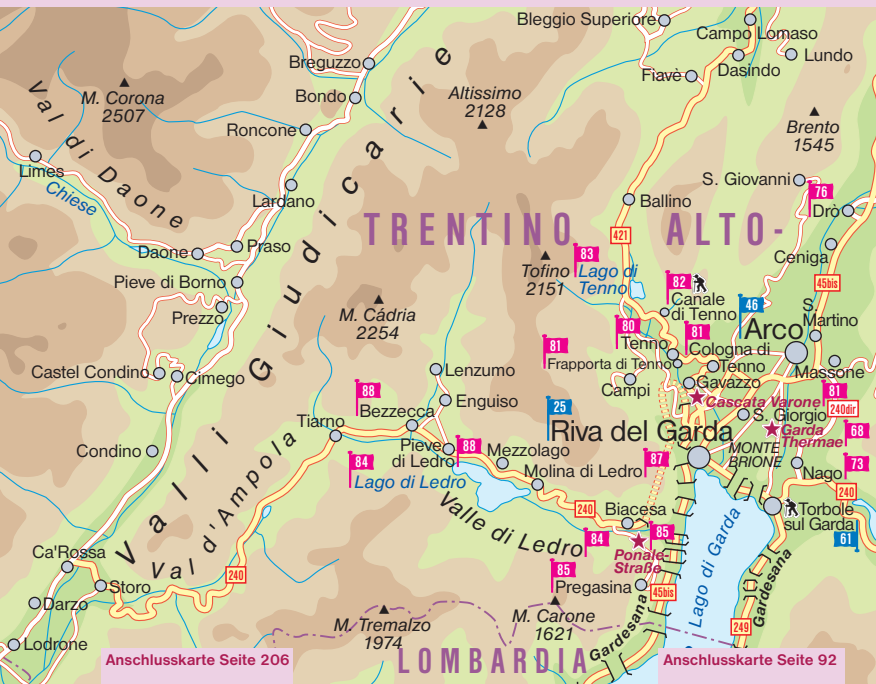 Bleggio Superiore
Campo Lomaso
Lundo
Dasindo
Fiavè
Breguzzo
Bondo
Roncone
Val di Daone
M. Corona
2507
Altissimo
2128
Brento
1545
Limes
Chiese
Lardano
Valli Giudicarie
Ballino
S. Giovanni
76
Drò
TRENTINO
ALTO-
421
Daone
Praso
Pieve di Borno
Prezzo
Tofino
2151
83
Lago di
Tenno
Ceniga
45bis
82
Canale
di Tenno
46
Arco
S.
Martino
M. Cádria
2254
80
Tenno
81
Cologna di
Tenno
81
Frapporta di Tenno
Massone
Castel Condino
Cimego
Lenzumo
Campi
Gavazzo
Cascata Varone
81
240dir
88
Bezzecca
Enguiso
25
Riva del Garda
S. Giorgio
Garda
Thermae
68
Tiarno
Condino
Pieve
di Ledro
88
Mezzolago
87
MONTE
BRIONE
73
Nago
240
84
Lago di Ledro
Molina di Ledro
Val d'Ampola
Valle di Ledro
240
Biacesa
Torbole
sul Garda
61
84
85
Ponale-
Straße
Lago di Garda
Ca'Rossa
Storo
240
85
Pregasina
45bis
Gardesana
Gardesana
249
Darzo
M. Tremalzo
1974
M. Carone
1621
Lodrone
LOMBARDIA
Anschlusskarte Seite 206
Anschlusskarte Seite 92